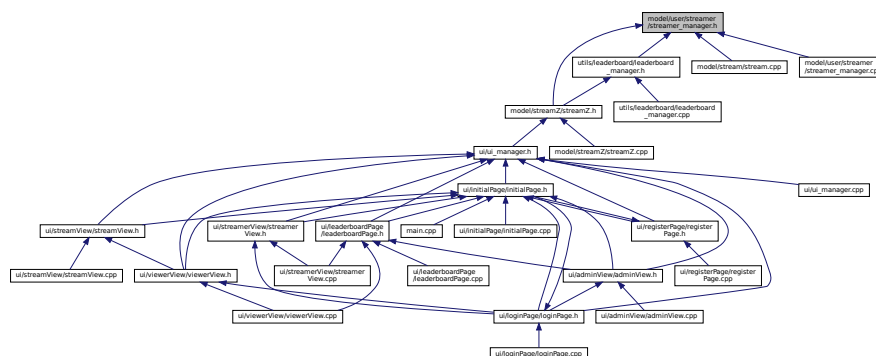 model/user/streamer
/streamer_manager.h
utils/leaderboard/leaderboard
_manager.h
model/stream/stream.cpp
model/user/streamer
/streamer_manager.cp
model/streamZ/streamZ.h
utils/leaderboard/leaderboard
_manager.cpp
ui/ui_manager.h
model/streamZ/streamZ.cpp
ui/initialPage/initialPage.h
ui/ui_manager.cpp
ui/streamView/streamView.h
ui/streamerView/streamer
View.h
ui/leaderboardPage
/leaderboardPage.h
main.cpp
ui/initialPage/initialPage.cpp
ui/registerPage/register
Page.h
ui/streamView/streamView.cpp
ui/viewerView/viewerView.h
ui/streamerView/streamer
View.cpp
ui/leaderboardPage
/leaderboardPage.cpp
ui/adminView/adminView.h
ui/registerPage/register
Page.cpp
ui/viewerView/viewerView.cpp
ui/loginPage/loginPage.h
ui/adminView/adminView.cpp
ui/loginPage/loginPage.cpp